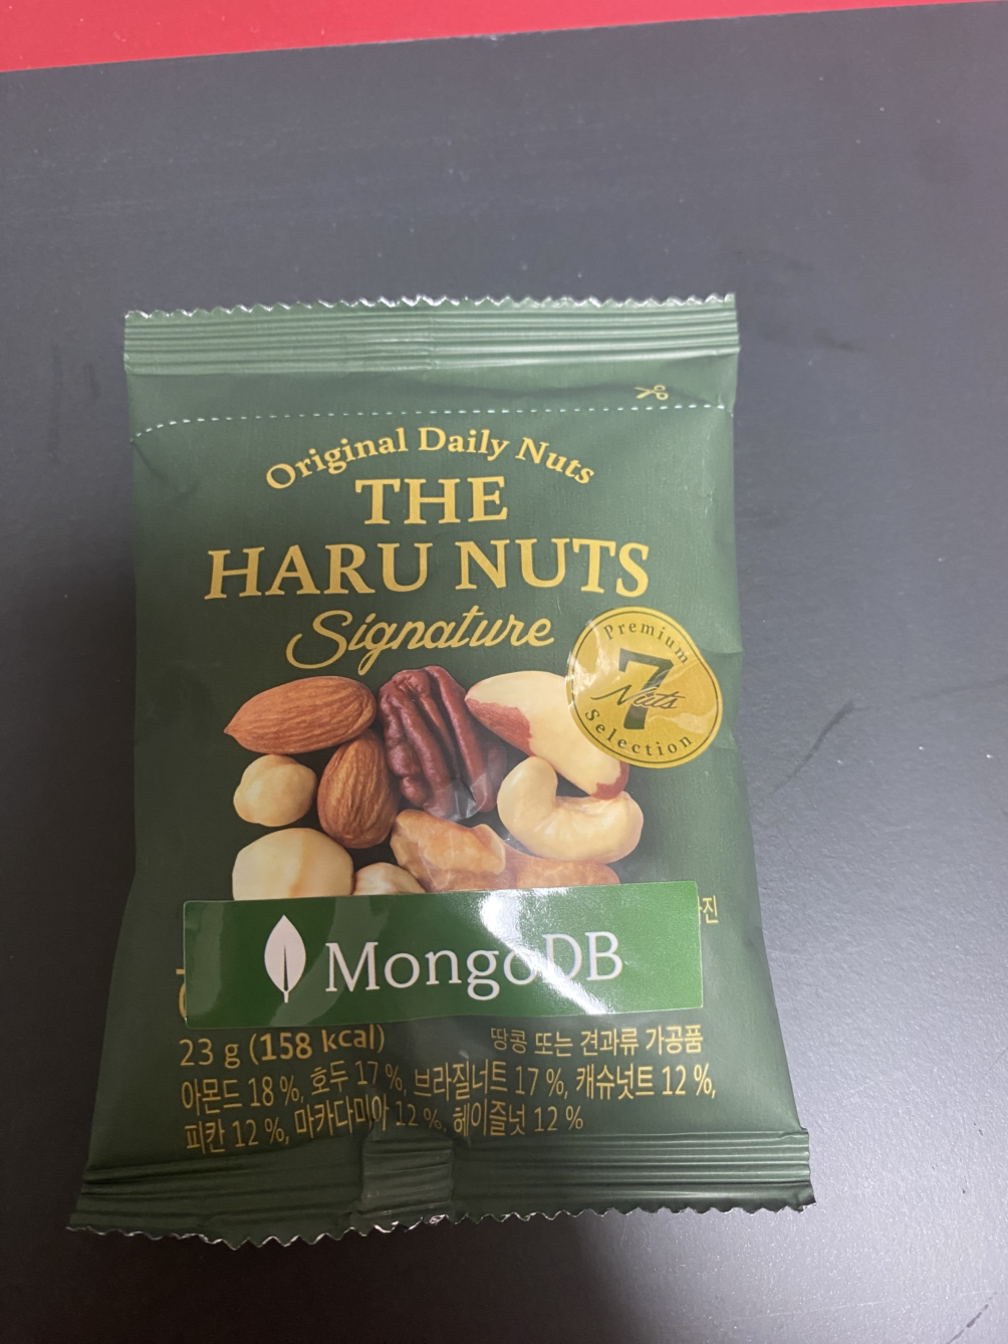 Original Daily Nuts
THE
HARU NUTS
Signature
Premium
7
Nuts
Selection
진
MongoDB
23 g (158 kcal)
땅콩 또는 견과류 가공품
아몬드 18 %, 호두 17 %, 브라질너트 17 %, 캐슈넛트 12 %,
피칸 12 %, 마카다미아 12 %, 헤이즐넛 12 %